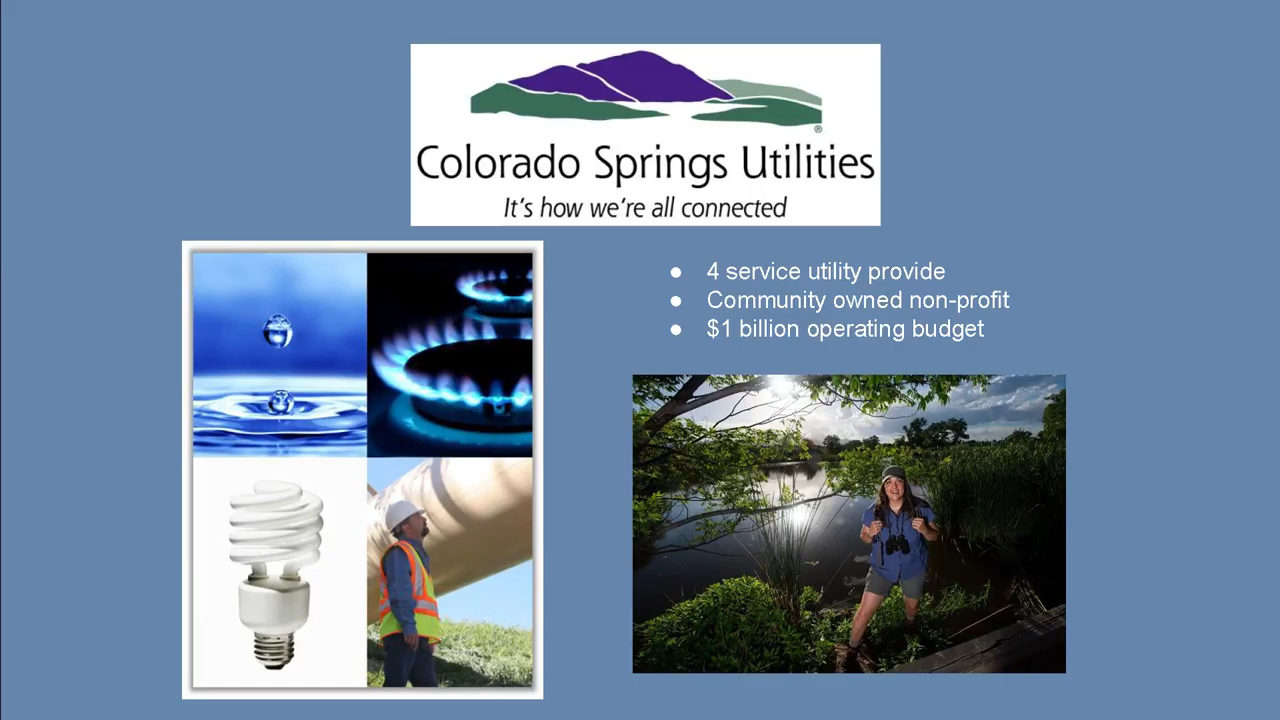 Colorado Springs Utilities
It's how we're all connected
● 4 service utility provide
● Community owned non-profit
● $1 billion operating budget